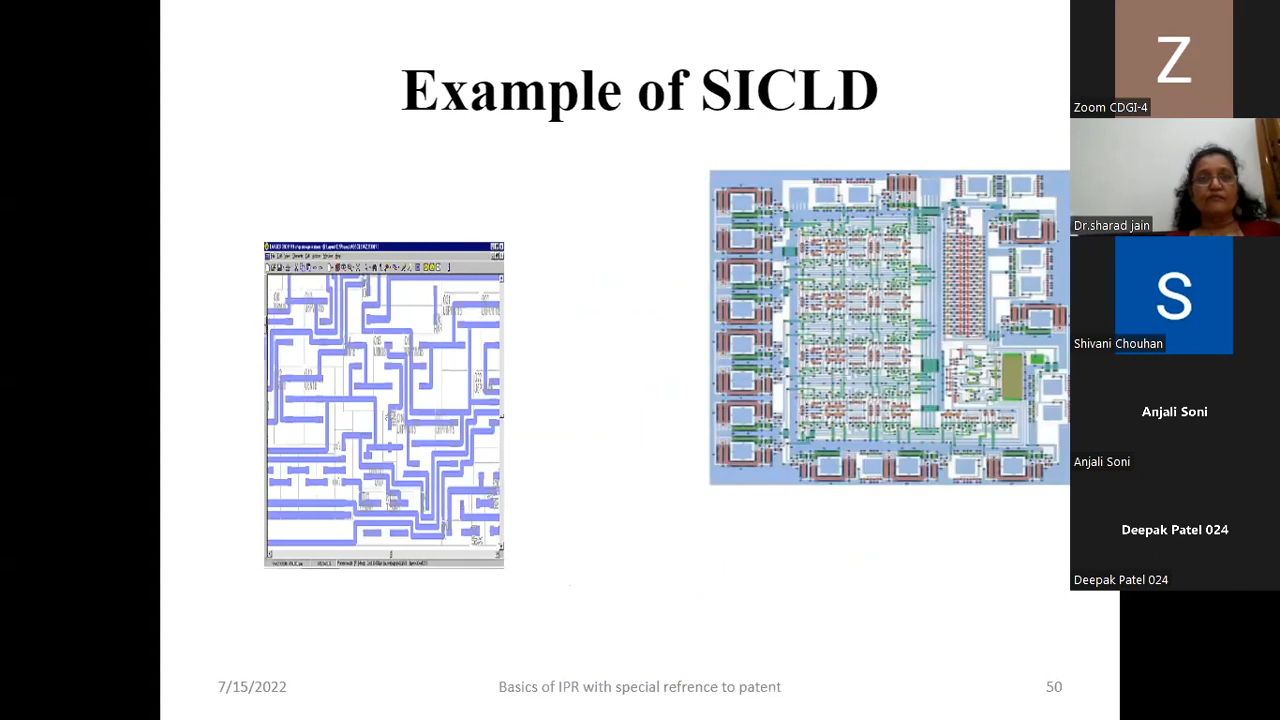 Example of SICLD
7/15/2022
Basics of IPR with special refrence to patent
50
Z
Zoom CDGI-4
Dr.sharad jain
S
Shivani Chouhan
Anjali Soni
Anjali Soni
Deepak Patel 024
Deepak Patel 024